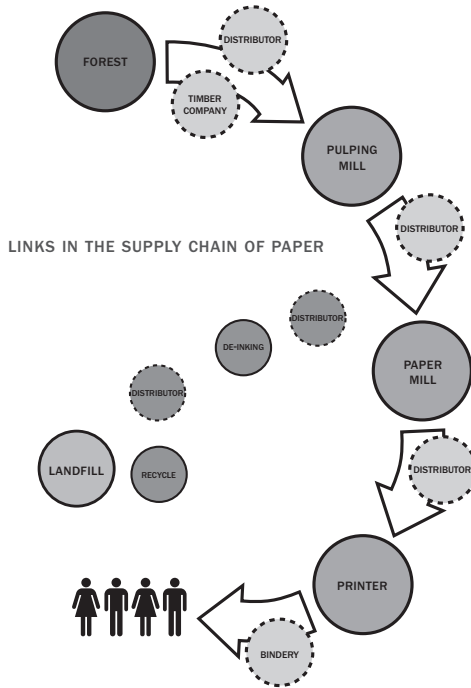 DISTRIBUTOR
FOREST
TIMBER
COMPANY
PULPING
MILL
DISTRIBUTOR
LINKS IN THE SUPPLY CHAIN OF PAPER
DISTRIBUTOR
DE-INKING
PAPER
MILL
DISTRIBUTOR
LANDFILL
RECYCLE
DISTRIBUTOR
PRINTER
BINDERY